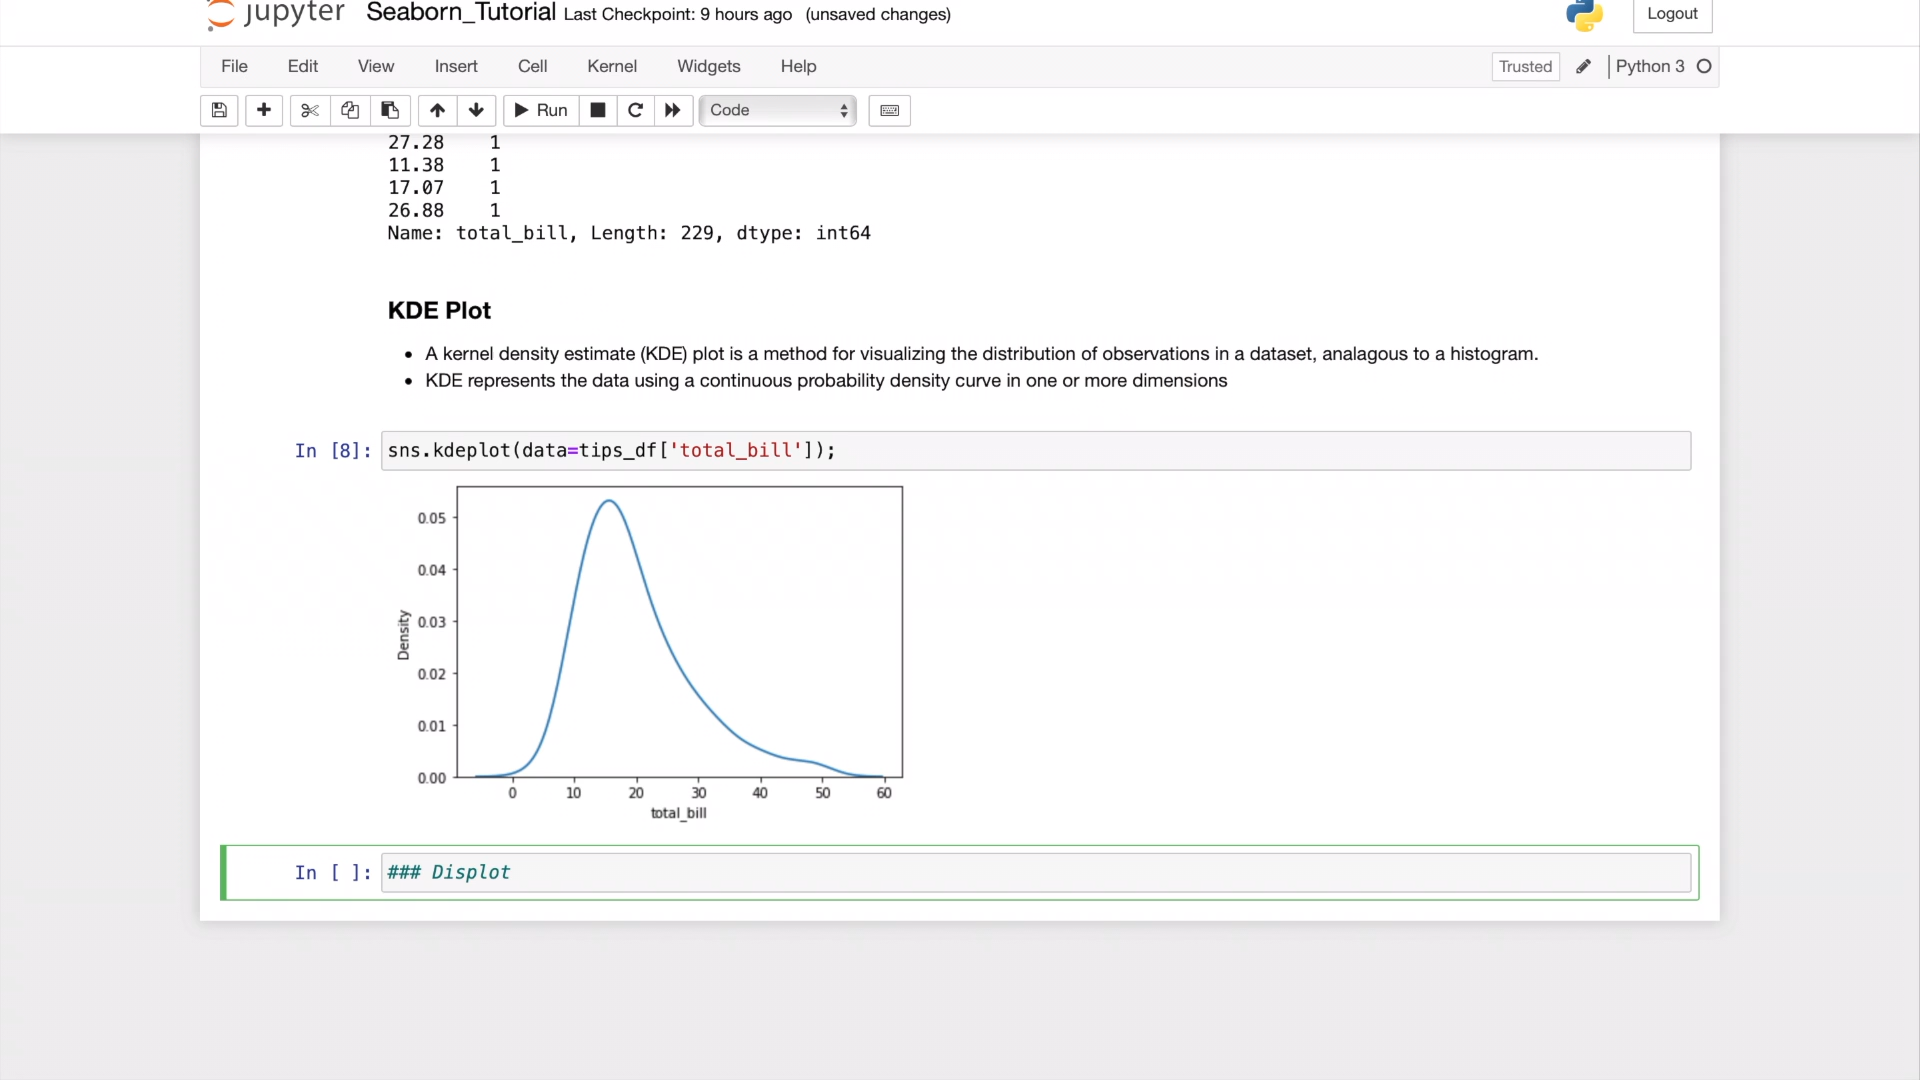 jupyter Seaborn_Tutorial Last Checkpoint: 9 hours ago (unsaved changes) Logout
File Edit View Insert Cell Kernel Widgets Help Trusted Python 3
Run Code
27.28 1
11.38 1
17.07 1
26.88 1
Name: total_bill, Length: 229, dtype: int64
KDE Plot
A kernel density estimate (KDE) plot is a method for visualizing the distribution of observations in a dataset, analagous to a histogram.
KDE represents the data using a continuous probability density curve in one or more dimensions
In [8]: sns.kdeplot(data=tips_df['total_bill']);
0.05
0.04
0.03
0.02
0.01
0.00
Density
0 10 20 30 40 50 60
total_bill
In [ ]: ### Displot